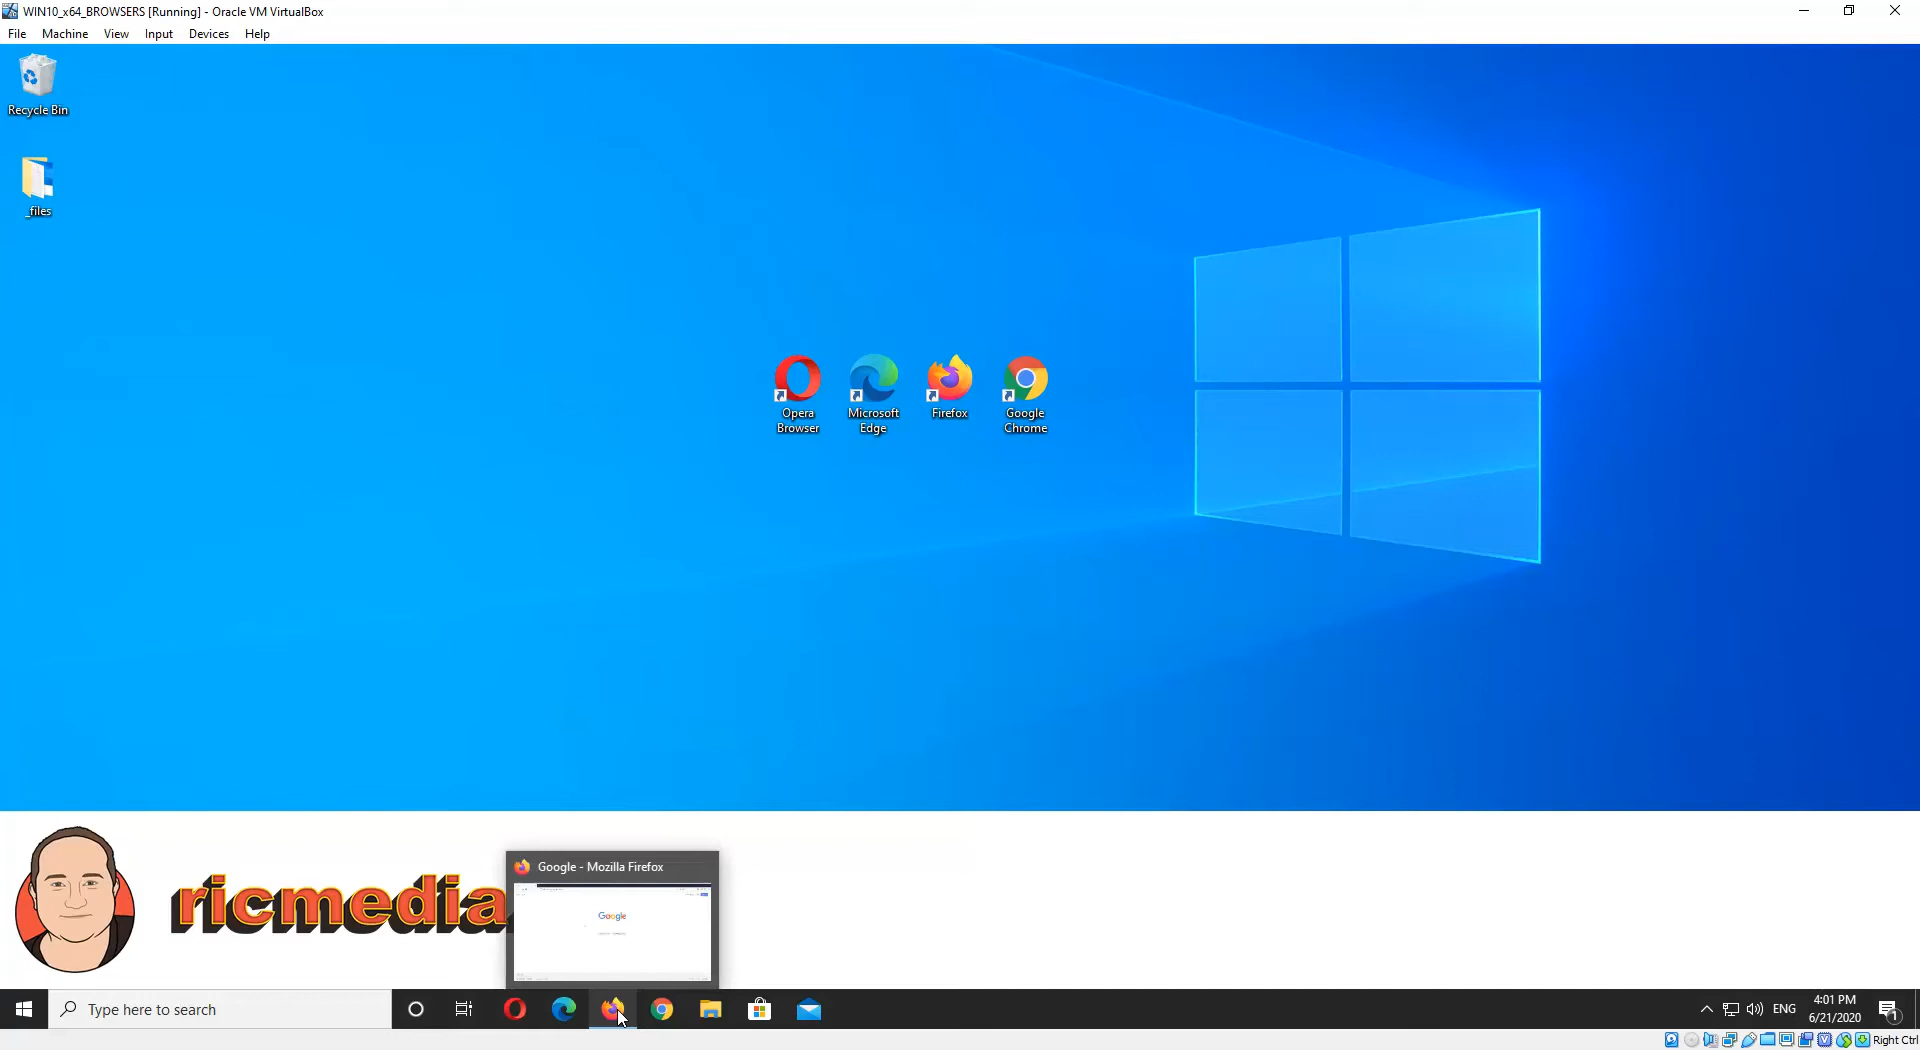 WIN10_x64_BROWSERS [Running] - Oracle VM VirtualBox
File Machine View Input Devices Help
Recycle Bin
_files
Opera Browser
Microsoft Edge
Firefox
Google Chrome
ricmedia
Google - Mozilla Firefox
Google
Type here to search
ENG
4:01 PM
6/21/2020
1
Right Ctrl